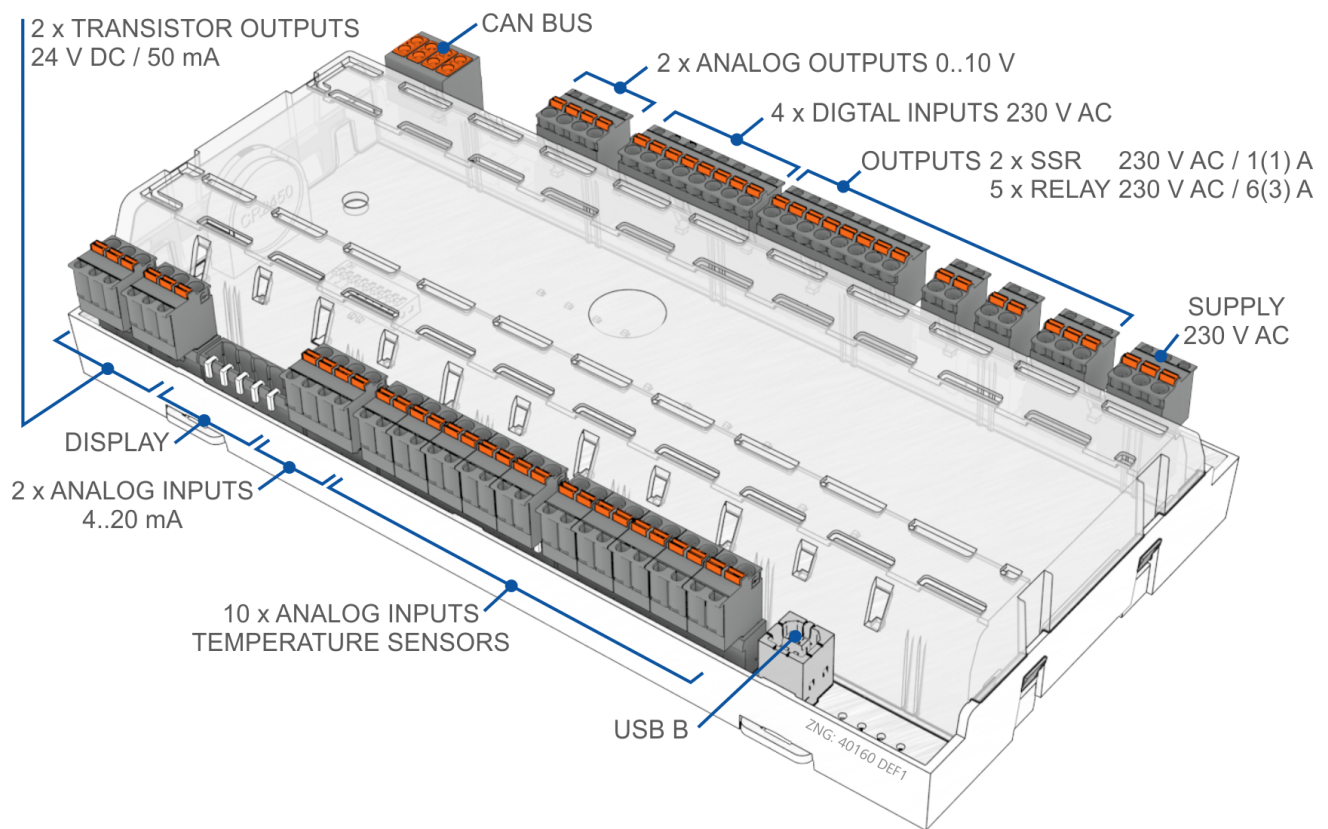 2 x TRANSISTOR OUTPUTS
24 V DC / 50 mA
CAN BUS
2 x ANALOG OUTPUTS 0..10 V
4 x DIGTAL INPUTS 230 V AC
OUTPUTS 2 x SSR 230 V AC / 1(1) A
5 x RELAY 230 V AC / 6(3) A
SUPPLY
230 V AC
DISPLAY
2 x ANALOG INPUTS
4..20 mA
10 x ANALOG INPUTS
TEMPERATURE SENSORS
USB B
ZNG: 40160 DEF1